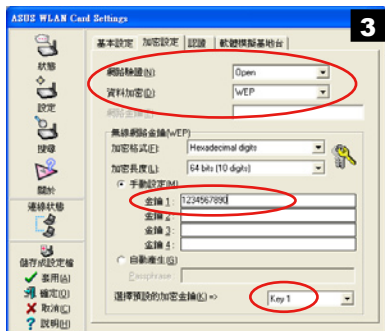 ASUS WLAN Card Settings
3
基本設定 加密設定 認證 軟體模擬基地台
狀態
設定
搜尋
關於
連線狀態
儲存成設定檔
套用(A)
確定(O)
取消(C)
說明(H)
網路驗證(N): Open
資料加密(D): WEP
無線網路金鑰(WEP)
加密格式(F): Hexadecimal digits
加密長度(L): 64 bits (10 digits)
手動設定(M)
金鑰 1: 1234567890
金鑰 2:
金鑰 3:
金鑰 4:
自動產生(G)
Passphrase:
選擇預設的加密金鑰(K) => Key 1